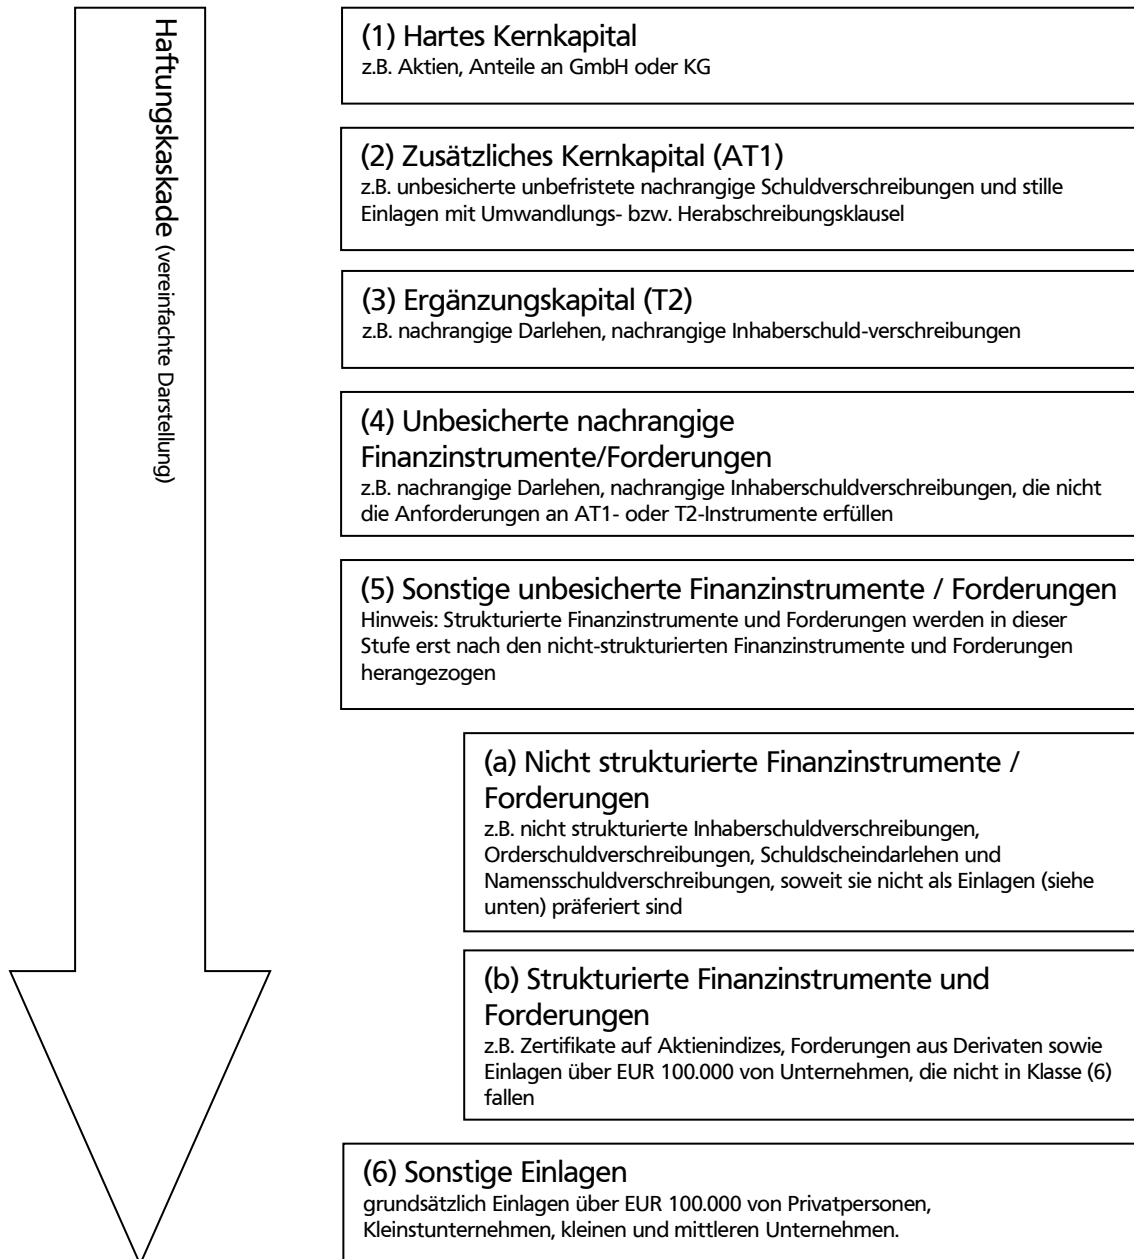 Haftungskaskade (vereinfachte Darstellung)
(1) Hartes Kernkapital
z.B. Aktien, Anteile an GmbH oder KG
(2) Zusätzliches Kernkapital (AT1)
z.B. unbesicherte unbefristete nachrangige Schuldverschreibungen und stille
Einlagen mit Umwandlungs- bzw. Herabschreibungsklausel
(3) Ergänzungskapital (T2)
z.B. nachrangige Darlehen, nachrangige Inhaberschuld-verschreibungen
(4) Unbesicherte nachrangige
Finanzinstrumente/Forderungen
z.B. nachrangige Darlehen, nachrangige Inhaberschuldverschreibungen, die nicht
die Anforderungen an AT1- oder T2-Instrumente erfüllen
(5) Sonstige unbesicherte Finanzinstrumente / Forderungen
Hinweis: Strukturierte Finanzinstrumente und Forderungen werden in dieser
Stufe erst nach den nicht-strukturierten Finanzinstrumente und Forderungen
herangezogen
(a) Nicht strukturierte Finanzinstrumente /
Forderungen
z.B. nicht strukturierte Inhaberschuldverschreibungen,
Orderschuldverschreibungen, Schuldscheindarlehen und
Namensschuldverschreibungen, soweit sie nicht als Einlagen (siehe
unten) präferiert sind
(b) Strukturierte Finanzinstrumente und
Forderungen
z.B. Zertifikate auf Aktienindizes, Forderungen aus Derivaten sowie
Einlagen über EUR 100.000 von Unternehmen, die nicht in Klasse (6)
fallen
(6) Sonstige Einlagen
grundsätzlich Einlagen über EUR 100.000 von Privatpersonen,
Kleinstunternehmen, kleinen und mittleren Unternehmen.